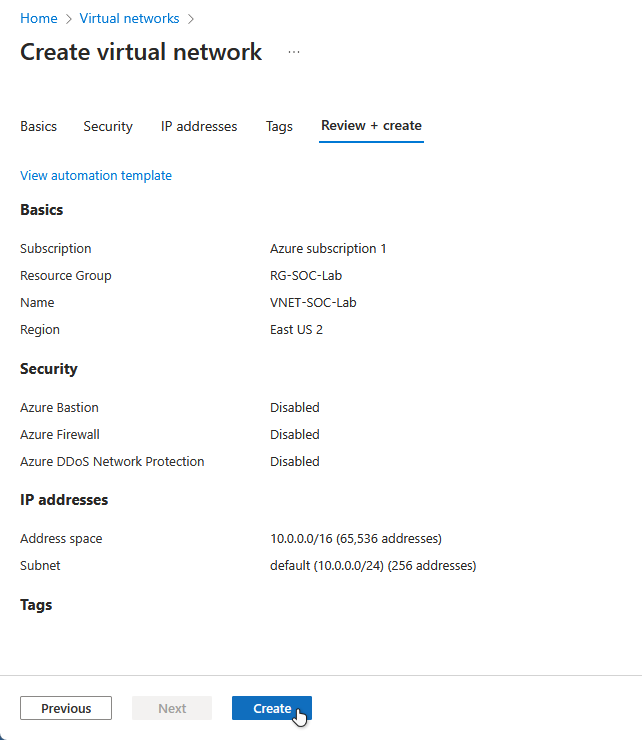 Home > Virtual networks >
Create virtual network ...
Basics Security IP addresses Tags Review + create
View automation template
Basics
Subscription Azure subscription 1
Resource Group RG-SOC-Lab
Name VNET-SOC-Lab
Region East US 2
Security
Azure Bastion Disabled
Azure Firewall Disabled
Azure DDoS Network Protection Disabled
IP addresses
Address space 10.0.0.0/16 (65,536 addresses)
Subnet default (10.0.0.0/24) (256 addresses)
Tags
Previous Next Create